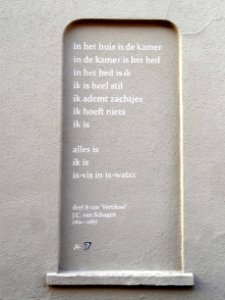 in het huis is de kamer
in de kamer is het bed
in het bed is ik
ik is heel stil
ik ademt zachtjes
ik hoeft niets
ik is

alles is
ik is
is-vis in is-water

deel 8 van 'Vertikaal'
J.C. van Schagen